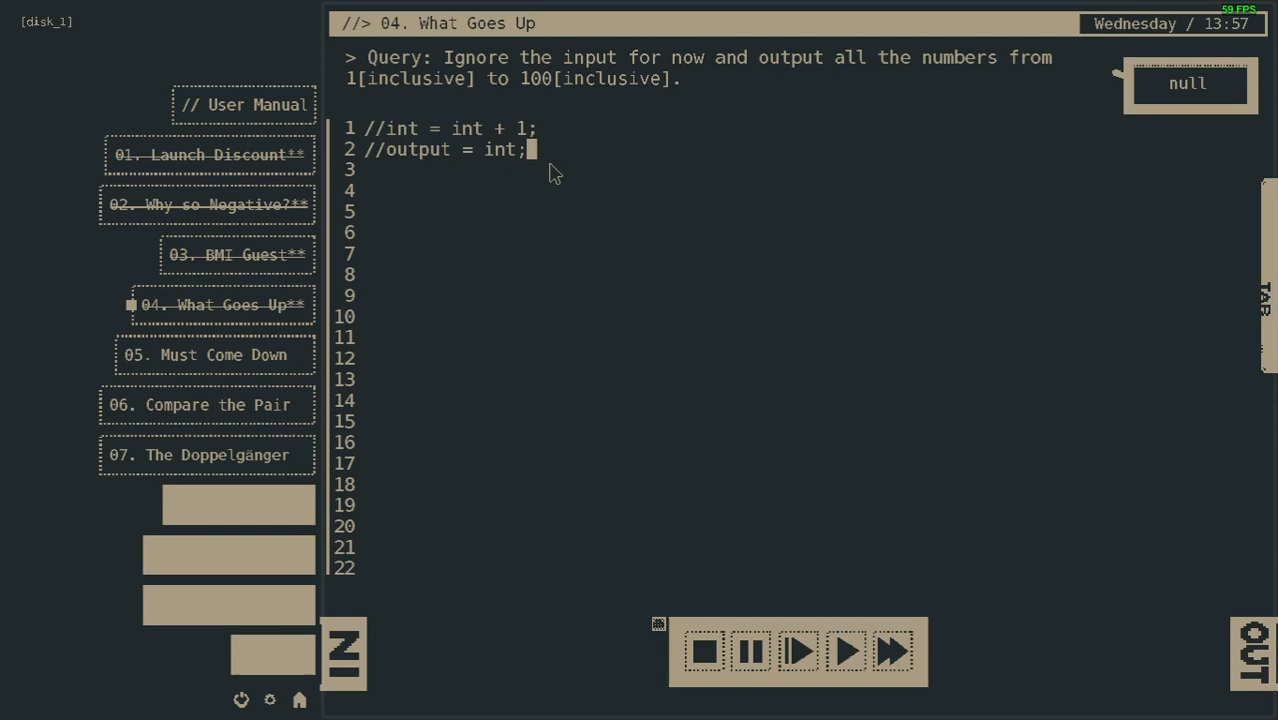 59 FPS
[disk_1]
//> 04. What Goes Up
Wednesday / 13:57
> Query: Ignore the input for now and output all the numbers from
1[inclusive] to 100[inclusive].
null
// User Manual
01. Launch Discount**
02. Why so Negative?**
03. BMI Guest**
04. What Goes Up**
05. Must Come Down
06. Compare the Pair
07. The Doppelgänger
1 //int = int + 1;
2 //output = int;
3
4
5
6
7
8
9
10
11
12
13
14
15
16
17
18
19
20
21
22
TAB
IN
OUT